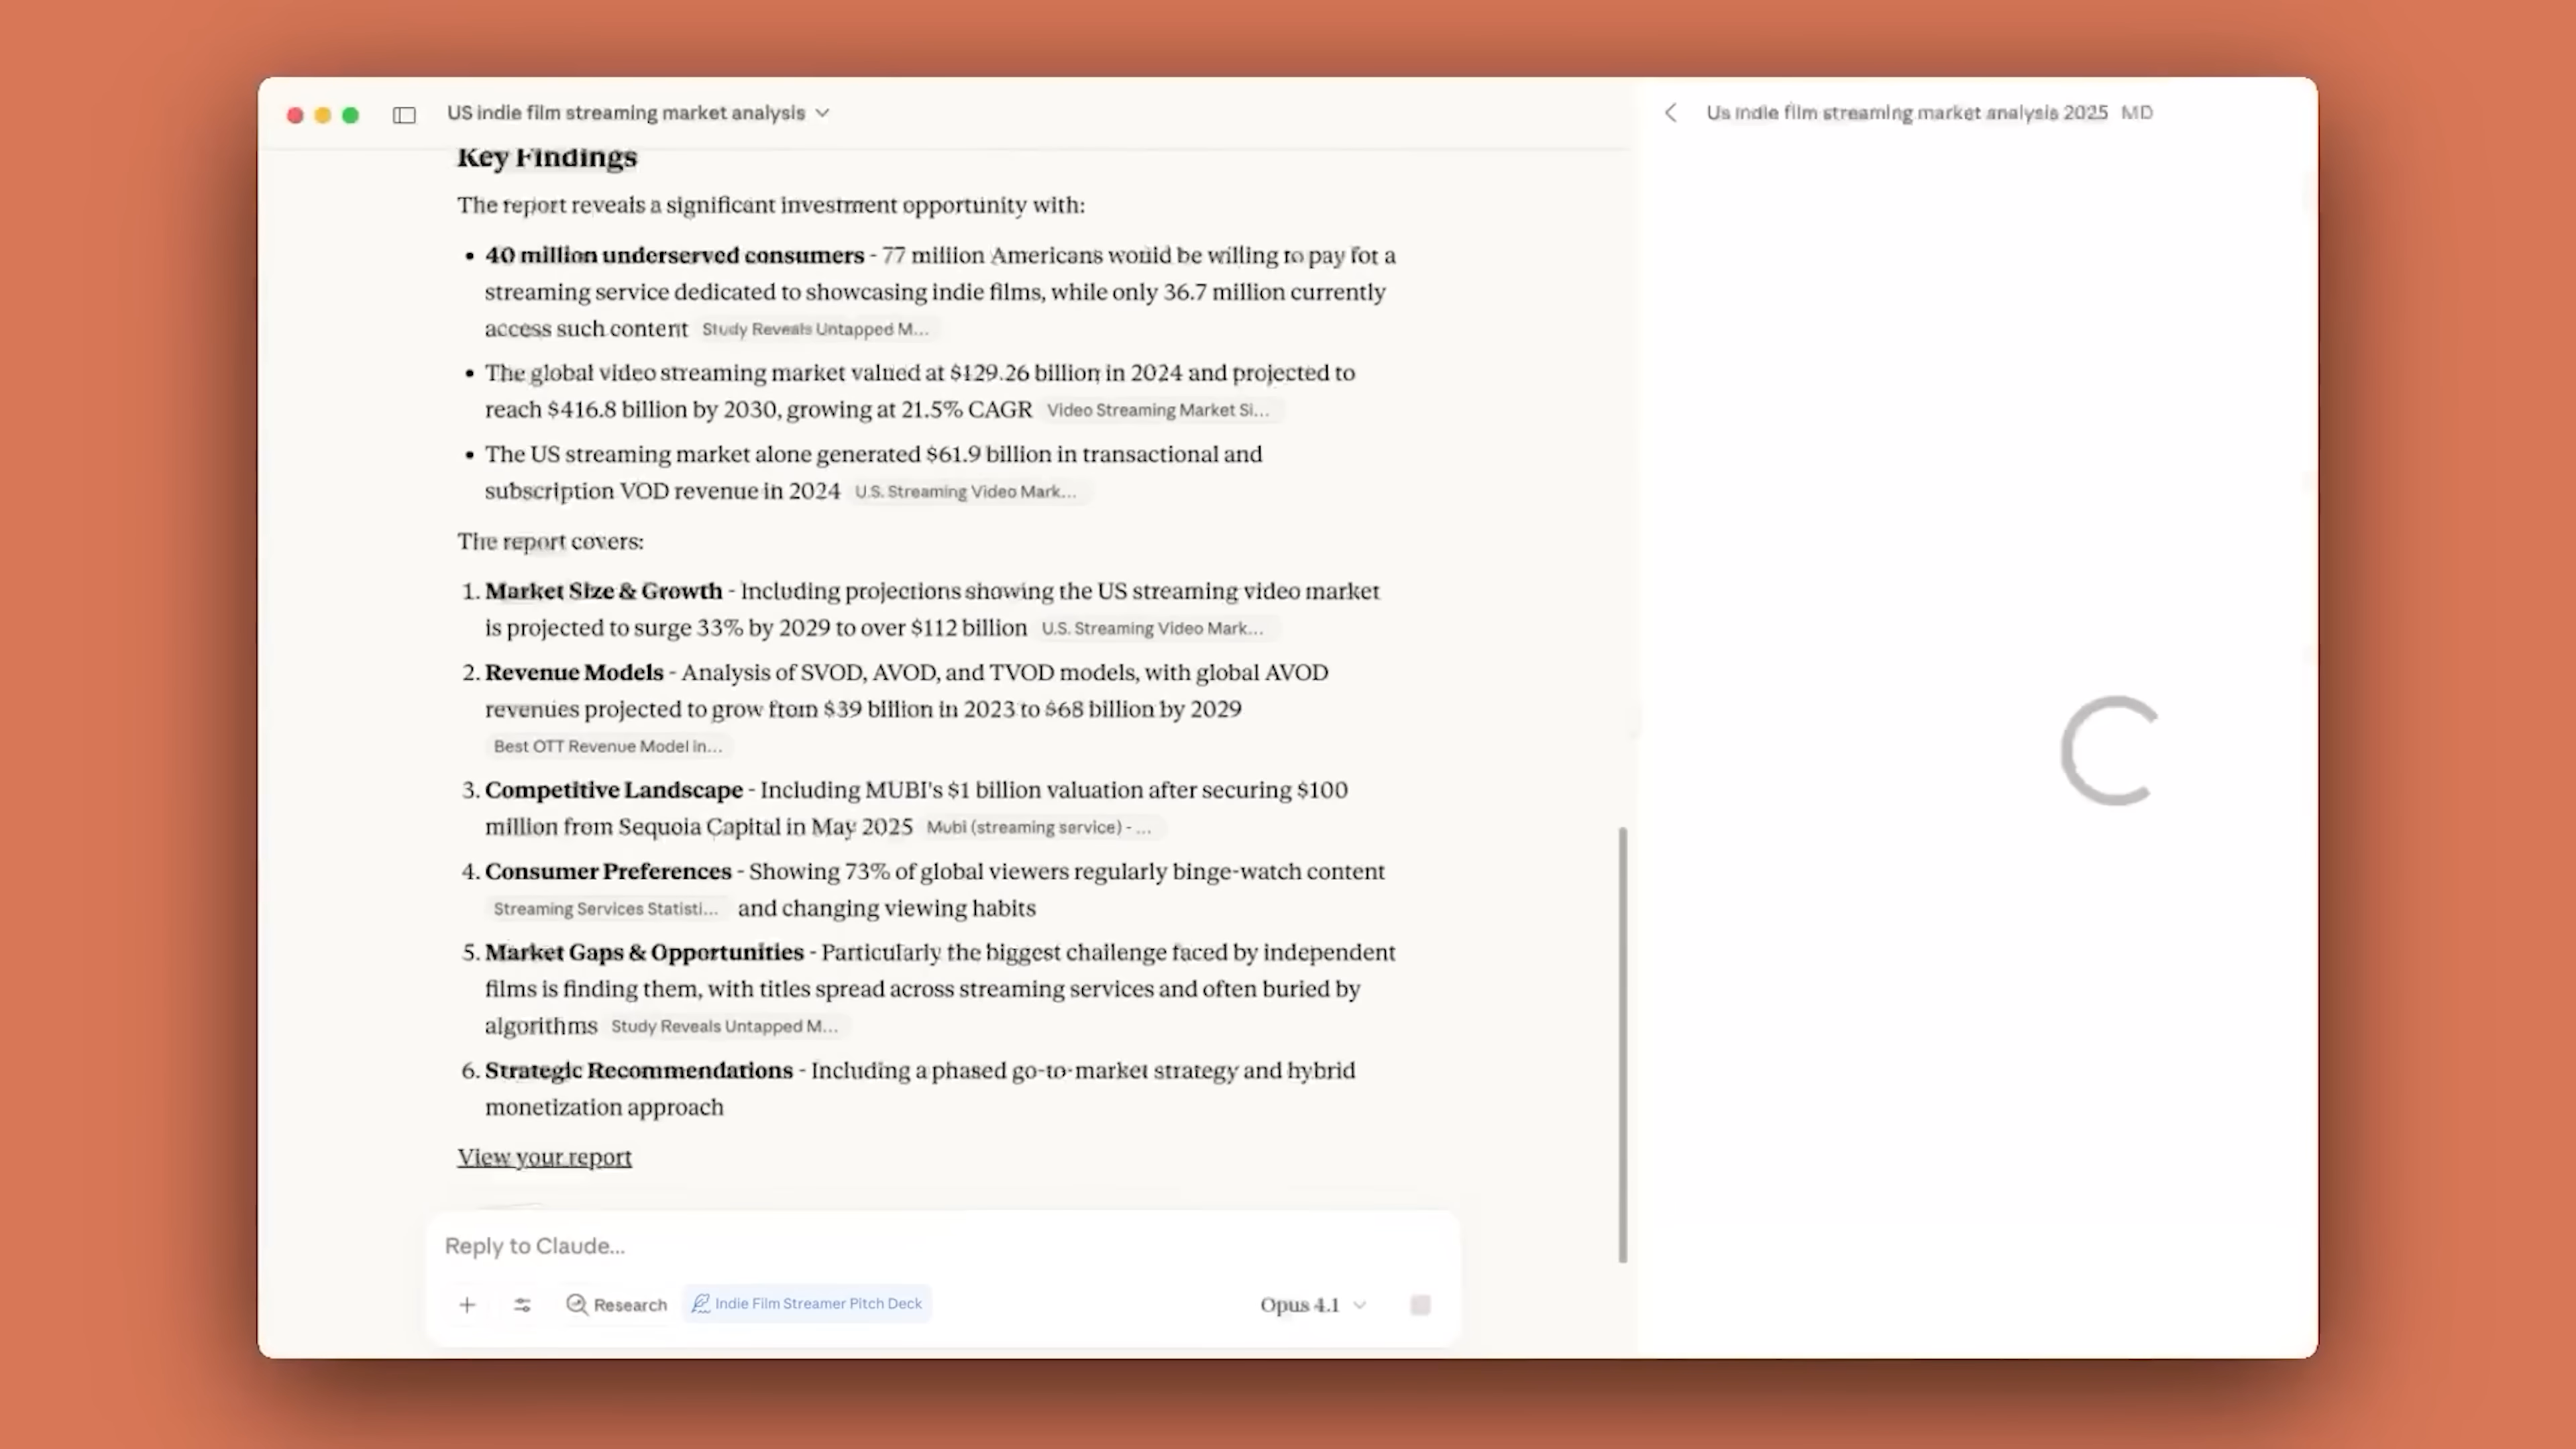 US indie film streaming market analysis
Us indie film streaming market analysis 2025 MD
Key Findings
The report reveals a significant investment opportunity with:
• 40 million underserved consumers - 77 million Americans would be willing to pay for a
streaming service dedicated to showcasing indie films, while only 36.7 million currently
access such content Study Reveals Untapped M...
• The global video streaming market valued at $129.26 billion in 2024 and projected to
reach $416.8 billion by 2030, growing at 21.5% CAGR Video Streaming Market Si...
• The US streaming market alone generated $61.9 billion in transactional and
subscription VOD revenue in 2024 U.S. Streaming Video Mark...
The report covers:
1. Market Size & Growth - Including projections showing the US streaming video market
is projected to surge 33% by 2029 to over $112 billion U.S. Streaming Video Mark...
2. Revenue Models - Analysis of SVOD, AVOD, and TVOD models, with global AVOD
revenues projected to grow from $39 billion in 2023 to $68 billion by 2029
Best OTT Revenue Model in...
3. Competitive Landscape - Including MUBI's $1 billion valuation after securing $100
million from Sequoia Capital in May 2025 Mubi (streaming service) - ...
4. Consumer Preferences - Showing 73% of global viewers regularly binge-watch content
Streaming Services Statisti... and changing viewing habits
5. Market Gaps & Opportunities - Particularly the biggest challenge faced by independent
films is finding them, with titles spread across streaming services and often buried by
algorithms Study Reveals Untapped M...
6. Strategic Recommendations - Including a phased go-to-market strategy and hybrid
monetization approach
View your report
Reply to Claude...
Research Indie Film Streamer Pitch Deck Opus 4.1